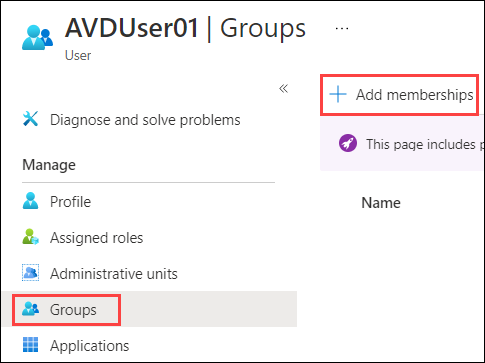 AVDUser01 | Groups ...
User
«
+ Add memberships
Diagnose and solve problems
This page includes p
Manage
Name
Profile
Assigned roles
Administrative units
Groups
Applications